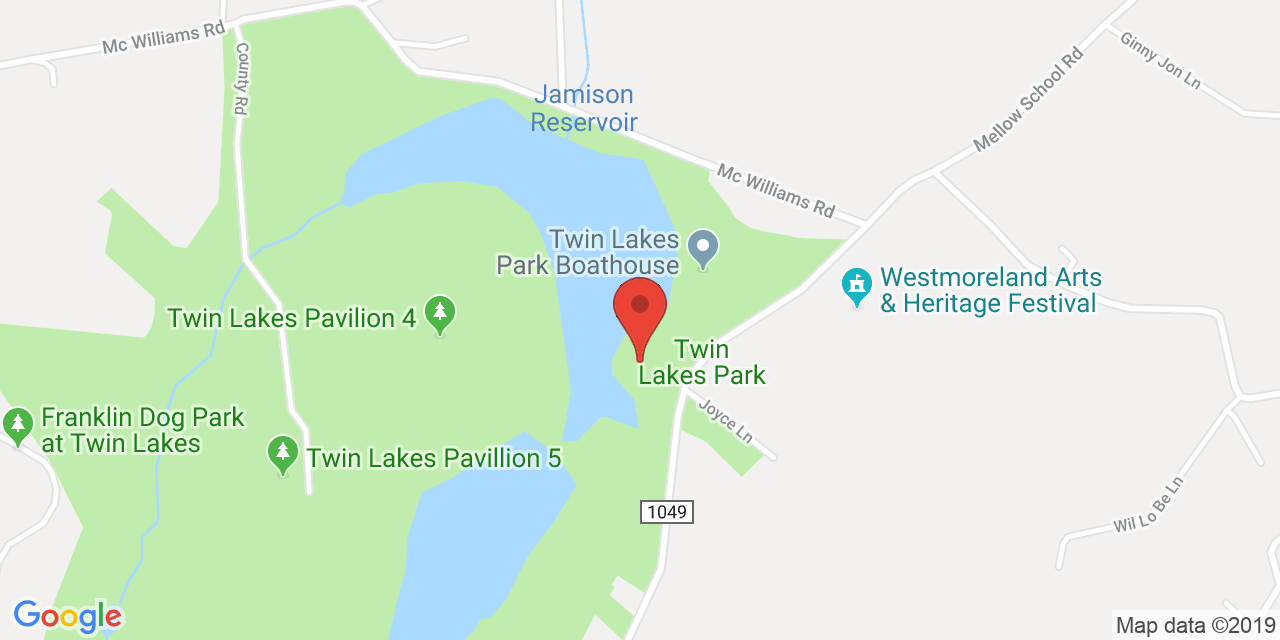 Mc Williams Rd
County Rd
Jamison
Reservoir
Ginny Jon Ln
Mellow School Rd
Mc Williams Rd
Twin Lakes
Park Boathouse
Westmoreland Arts
& Heritage Festival
Twin Lakes Pavilion 4
Twin
Lakes Park
Joyce Ln
Franklin Dog Park
at Twin Lakes
Twin Lakes Pavillion 5
1049
Wil Lo Be Ln
Google
Map data ©2019